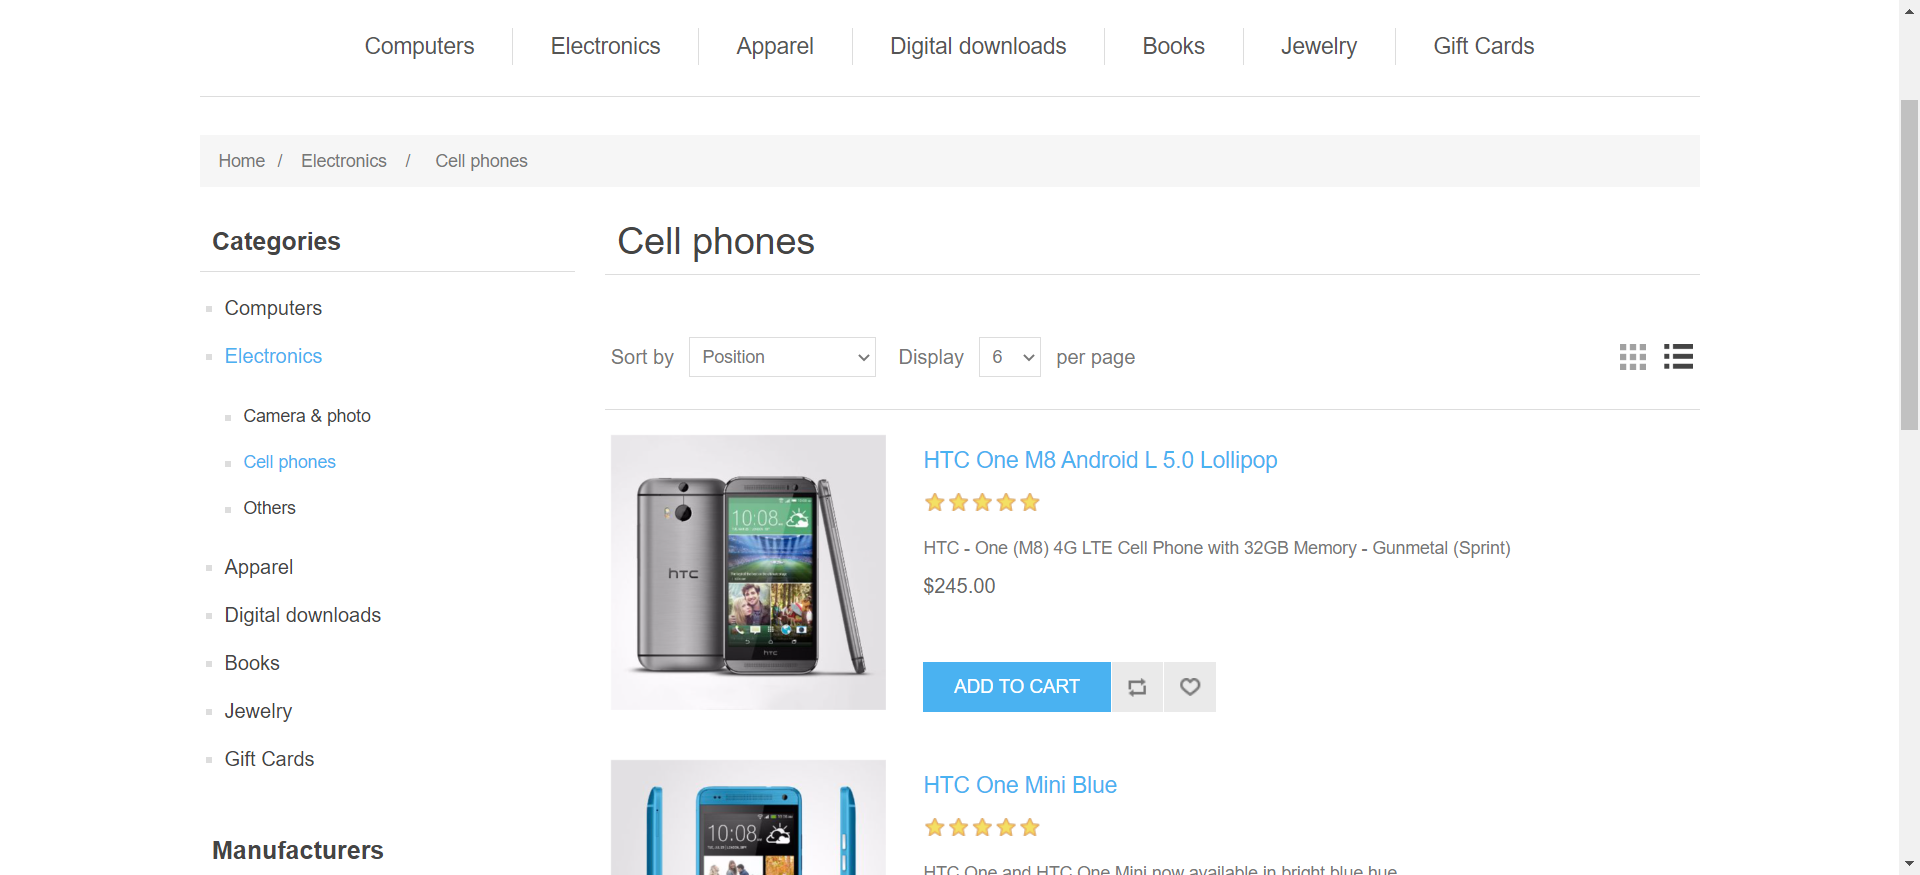 Computers Electronics Apparel Digital downloads Books Jewelry Gift Cards
Home / Electronics / Cell phones
Categories
Computers
Electronics
Camera & photo
Cell phones
Others
Apparel
Digital downloads
Books
Jewelry
Gift Cards
Manufacturers
Cell phones
Sort by Position Display 6 per page
10:08
hTC
hTC
HTC One M8 Android L 5.0 Lollipop
HTC - One (M8) 4G LTE Cell Phone with 32GB Memory - Gunmetal (Sprint)
$245.00
ADD TO CART
10:08
HTC One Mini Blue
HTC One and HTC One Mini now available in bright blue hue